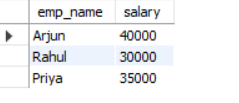 emp_name salary
Arjun 40000
Rahul 30000
Priya 35000